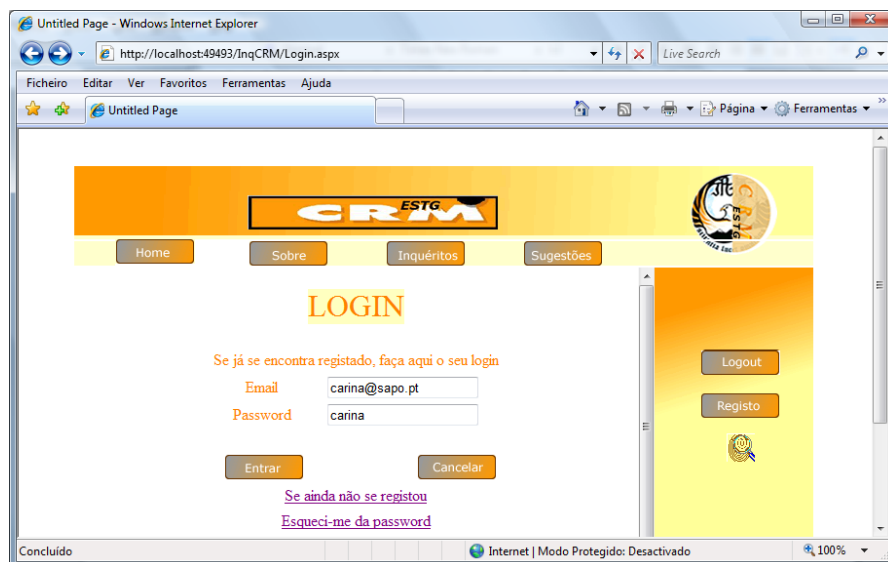 Untitled Page - Windows Internet Explorer
http://localhost:49493/InqCRM/Login.aspx
Live Search
Ficheiro Editar Ver Favoritos Ferramentas Ajuda
Untitled Page
Página Ferramentas
ESTG
CRM
CRM
ESTG
Home Sobre Inquéritos Sugestões
LOGIN
Se já se encontra registado, faça aqui o seu login
Email carina@sapo.pt
Password carina
Entrar Cancelar
Se ainda não se registou
Esqueci-me da password
Logout
Registo
Concluído
Internet | Modo Protegido: Desactivado
100%